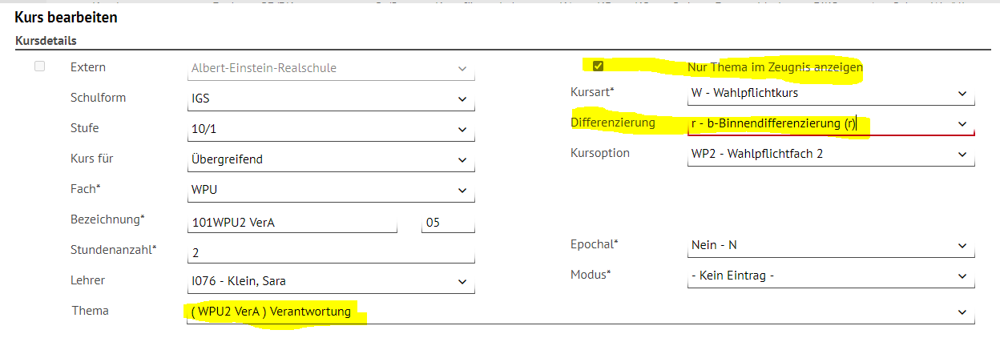 Kurs bearbeiten
Kursdetails
Extern Albert-Einstein-Realschule Nur Thema im Zeugnis anzeigen
Schulform IGS Kursart* W - Wahlpflichtkurs
Stufe 10/1 Differenzierung r - b-Binnendifferenzierung (r)
Kurs für Übergreifend Kursoption WP2 - Wahlpflichtfach 2
Fach* WPU
Bezeichnung* 101WPU2 VerA 05
Stundenanzahl* 2 Epochal* Nein - N
Lehrer I076 - Klein, Sara Modus* - Kein Eintrag -
Thema ( WPU2 VerA ) Verantwortung